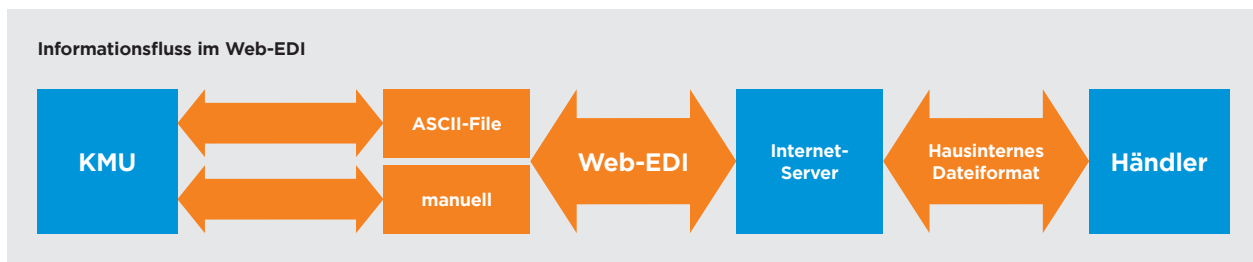 Informationsfluss im Web-EDI
KMU
ASCII-File
manuell
Web-EDI
Internet-
Server
Hausinternes
Dateiformat
Händler